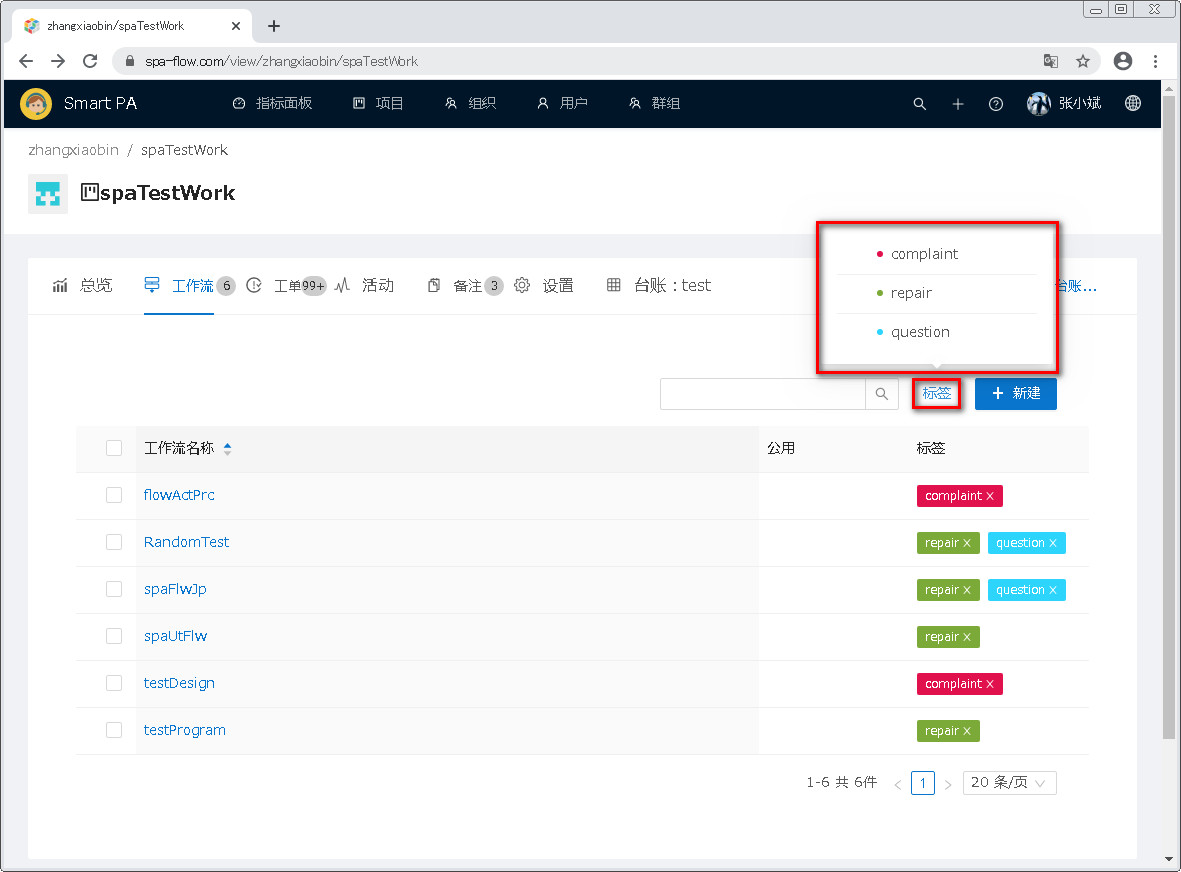 zhangxiaobin/spaTestWork
spa-flow.com/view/zhangxiaobin/spaTestWork
Smart PA 指标面板 项目 组织 用户 群组 张小斌
zhangxiaobin / spaTestWork
spaTestWork
complaint
repair
question
总览 工作流 6 工单 99+ 活动 备注 3 设置 台账：test 台账...
标签 + 新建
工作流名称 公用 标签
flowActPrc complaint
RandomTest repair question
spaFlwJp repair question
spaUtFlw repair
testDesign complaint
testProgram repair
1-6 共 6件 < 1 > 20 条/页